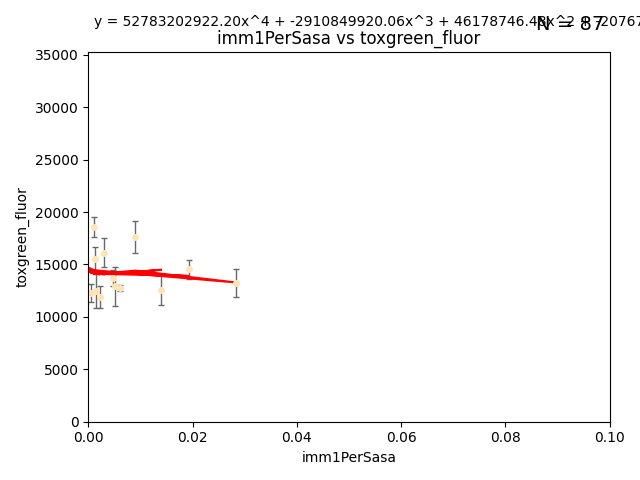 y = 52783202922.20x^4 + -2910849920.06x^3 + 46178746.48x^2 + -20767
N = 87
imm1PerSasa vs toxgreen_fluor
35000
30000
25000
20000
15000
10000
5000
0
toxgreen_fluor
0.00 0.02 0.04 0.06 0.08 0.10
imm1PerSasa